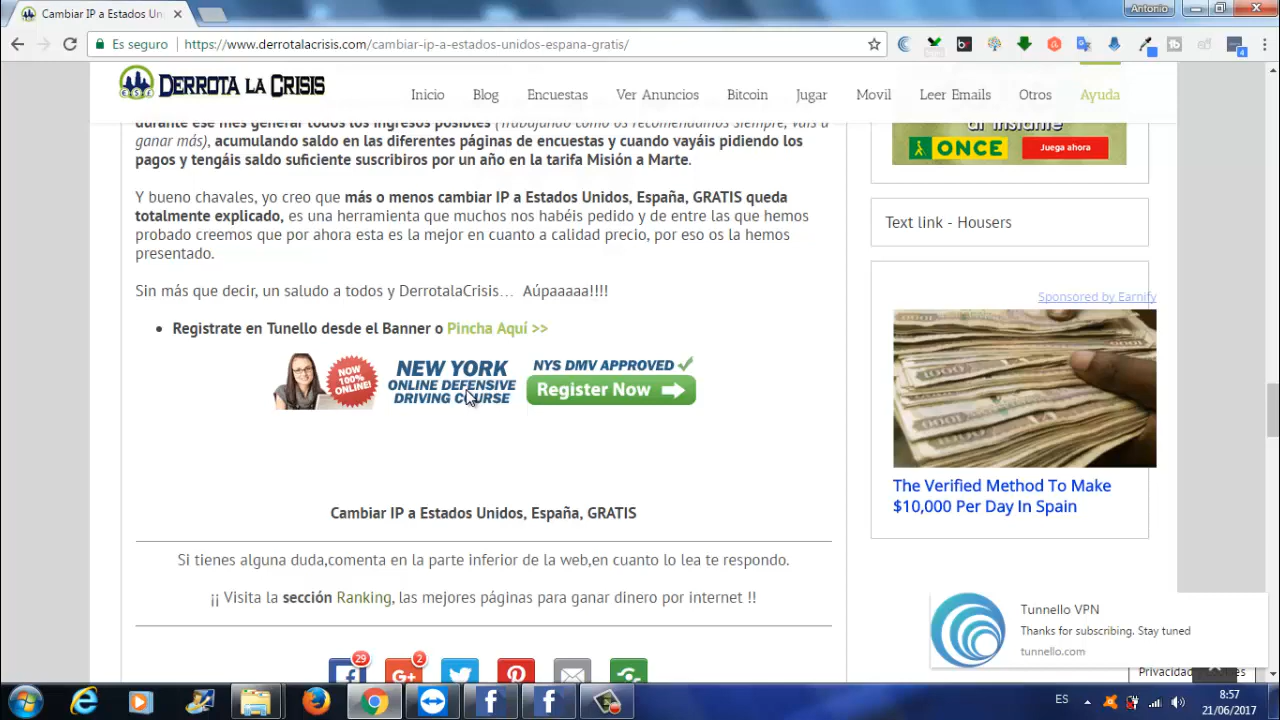 Cambiar IP a Estados Un
Antonio
Es seguro
https://www.derrotalacrisis.com/cambiar-ip-a-estados-unidos-espana-gratis/
DERROTA LA CRISIS
Inicio
Blog
Encuestas
Ver Anuncios
Bitcoin
Jugar
Movil
Leer Emails
Otros
Ayuda
durante ese mes generar todos los ingresos posibles (Trabajando como os recomendamos siempre, vais a
ganar más), acumulando saldo en las diferentes páginas de encuestas y cuando vayáis pidiendo los
pagos y tengáis saldo suficiente suscribiros por un año en la tarifa Misión a Marte.
Y bueno chavales, yo creo que más o menos cambiar IP a Estados Unidos, España, GRATIS queda
totalmente explicado, es una herramienta que muchos nos habéis pedido y de entre las que hemos
probado creemos que por ahora esta es la mejor en cuanto a calidad precio, por eso os la hemos
presentado.
Sin más que decir, un saludo a todos y DerrotalaCrisis… Aúpaaaaa!!!!
• Registrate en Tunello desde el Banner o Pincha Aquí >>
NOW
100%
ONLINE!
NEW YORK
ONLINE DEFENSIVE
DRIVING COURSE
NYS DMV APPROVED
Register Now
Cambiar IP a Estados Unidos, España, GRATIS
Si tienes alguna duda,comenta en la parte inferior de la web,en cuanto lo lea te respondo.
¡¡ Visita la sección Ranking, las mejores páginas para ganar dinero por internet !!
29
2
al instante
ONCE
Juega ahora
Text link - Housers
Sponsored by Earnify
The Verified Method To Make
$10,000 Per Day In Spain
Tunnello VPN
Thanks for subscribing. Stay tuned
tunnello.com
Privacidad y cookies
ES
8:57
21/06/2017